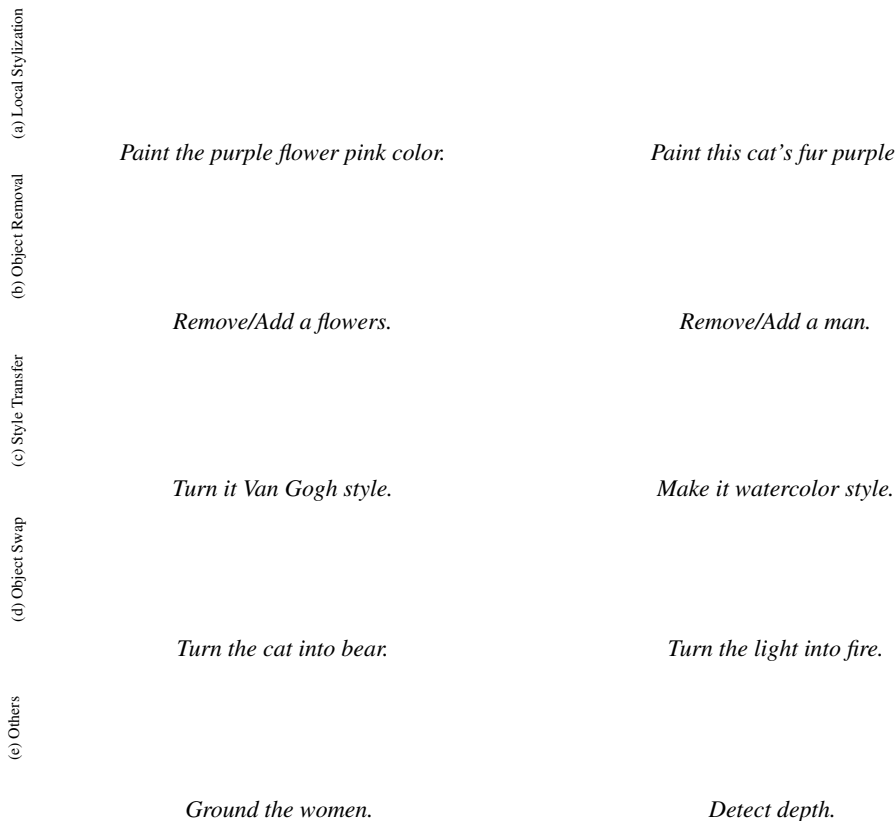 (a) Local Stylization
Paint the purple flower pink color.
Paint this cat's fur purple
(b) Object Removal
Remove/Add a flowers.
Remove/Add a man.
(c) Style Transfer
Turn it Van Gogh style.
Make it watercolor style.
(d) Object Swap
Turn the cat into bear.
Turn the light into fire.
(e) Others
Ground the women.
Detect depth.